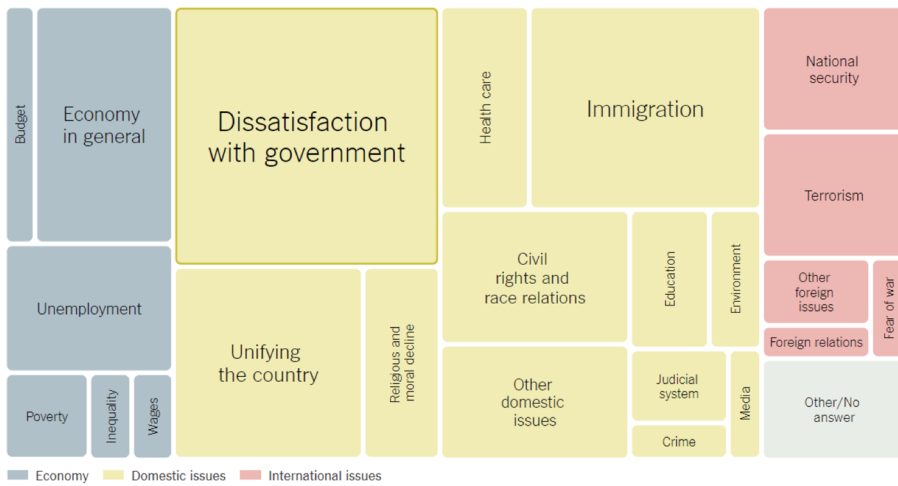 Budget
Economy
in general
Unemployment
Poverty
Inequality
Wages
Dissatisfaction
with government
Unifying
the country
Religious and
moral decline
Health care
Immigration
Civil
rights and
race relations
Education
Environment
Other
domestic
issues
Judicial
system
Crime
Media
National
security
Terrorism
Other
foreign
issues
Foreign relations
Fear of war
Other/No
answer
Economy
Domestic issues
International issues